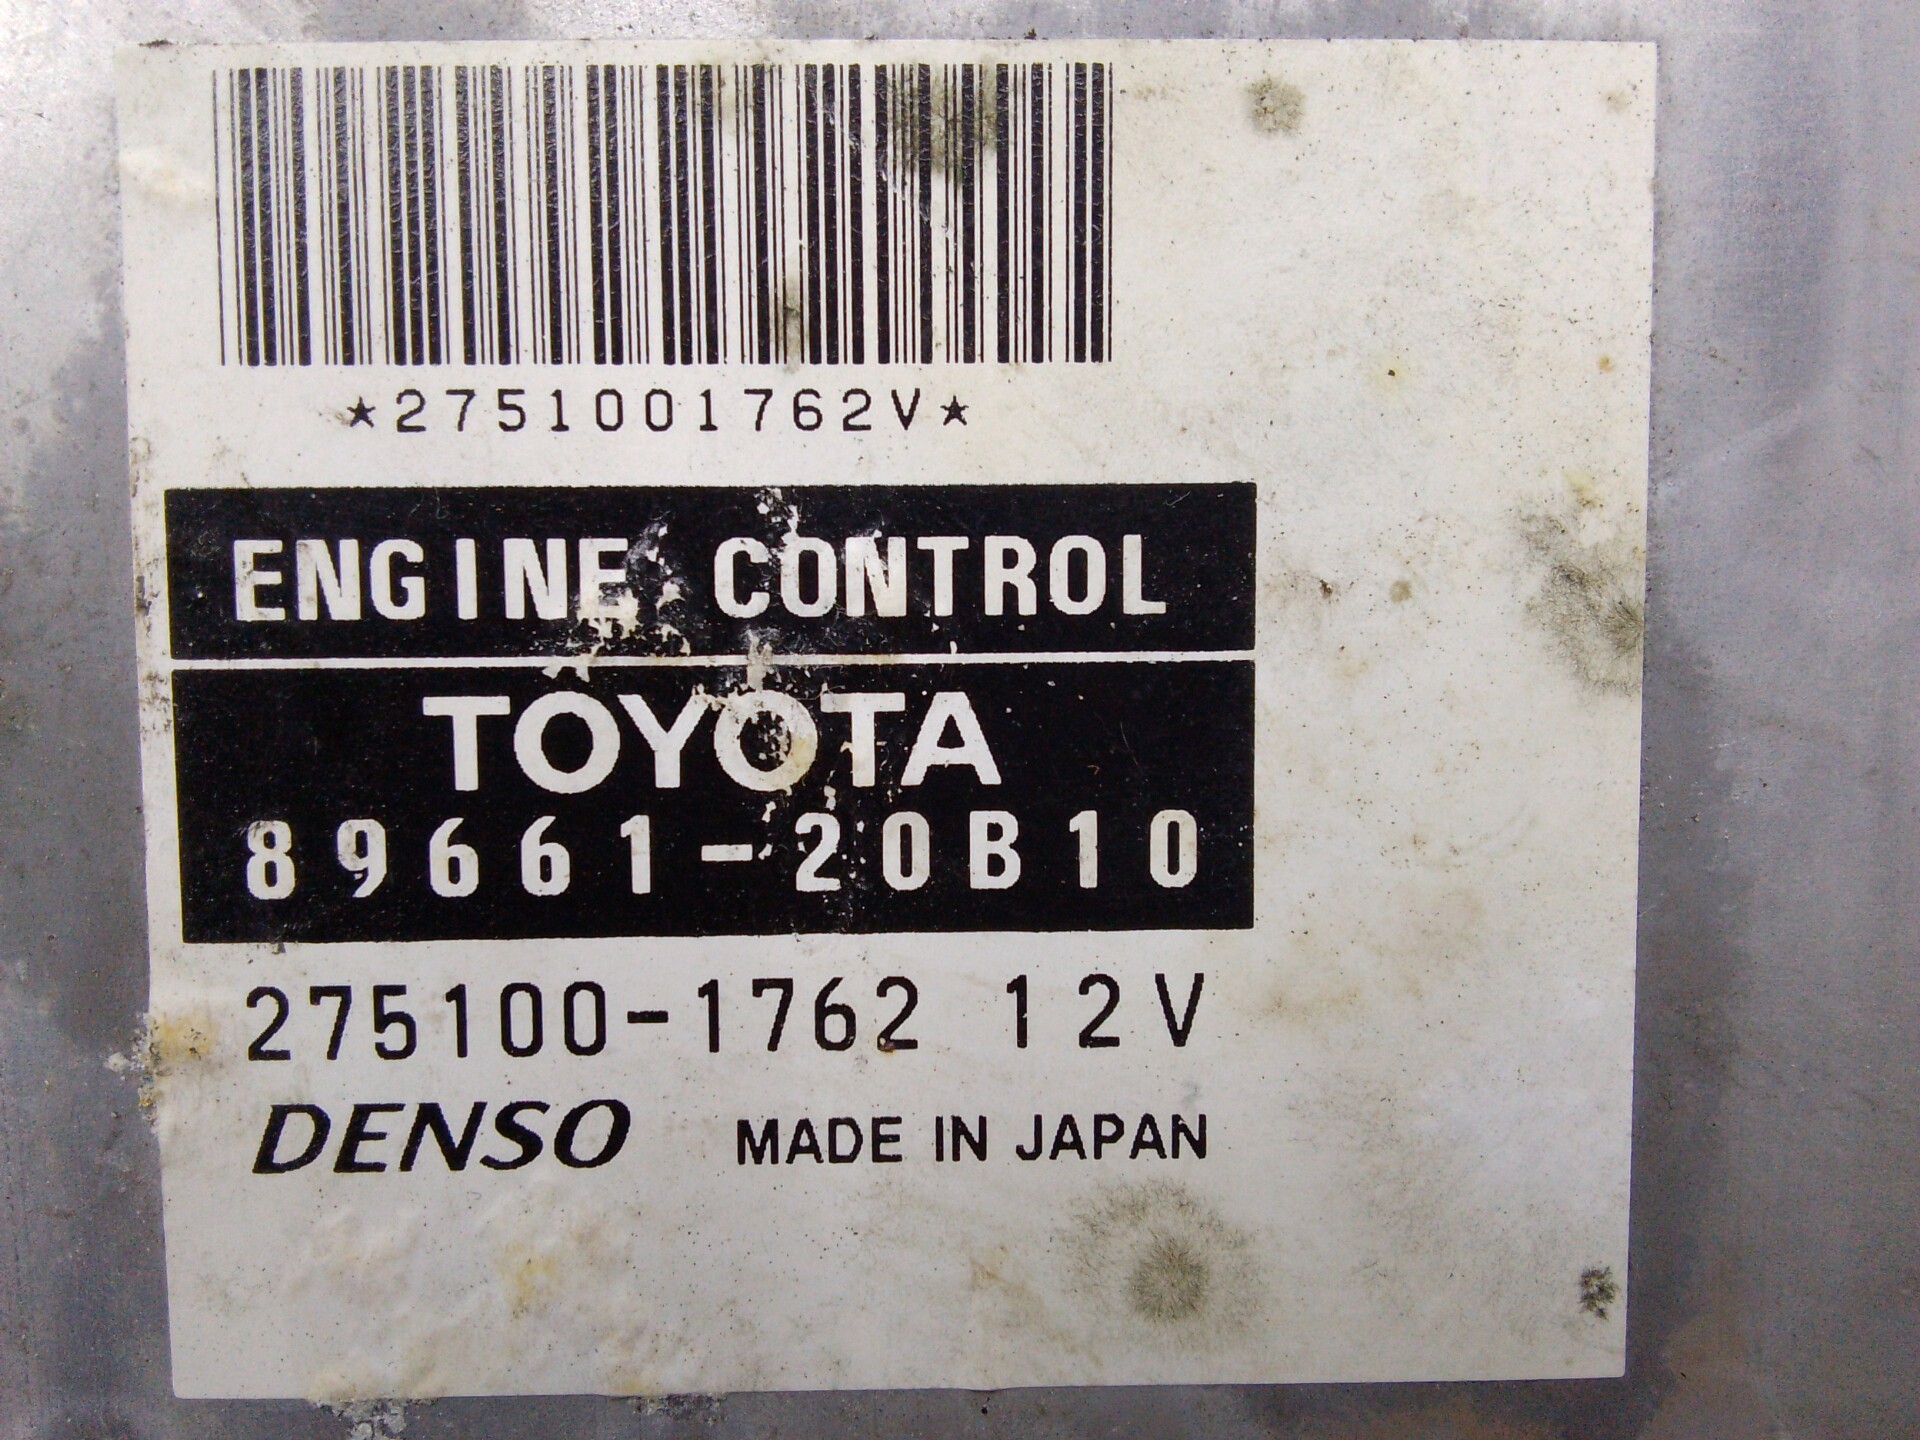 ★2751001762V★
ENGINE CONTROL
TOYOTA
89661-20B10
275100-1762 12V
DENSO MADE IN JAPAN